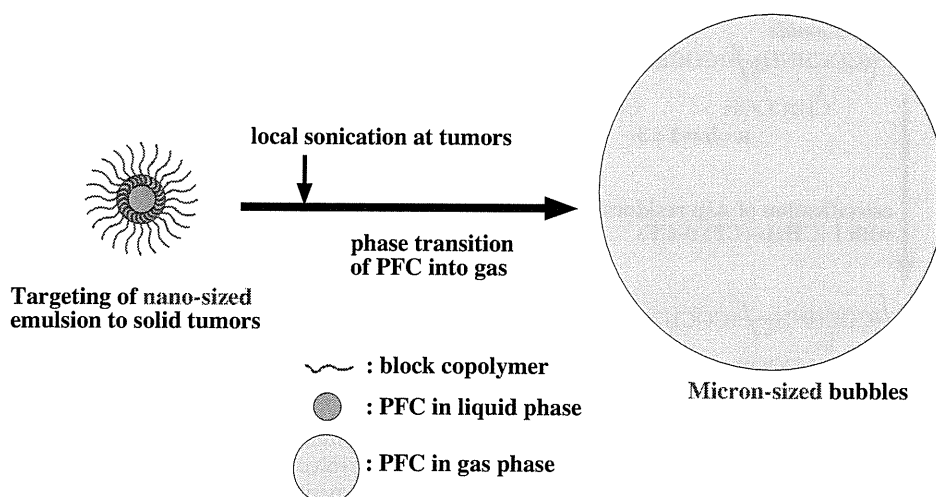 local sonication at tumors
phase transition
of PFC into gas
Targeting of nano-sized
emulsion to solid tumors
Micron-sized bubbles
: block copolymer
: PFC in liquid phase
: PFC in gas phase